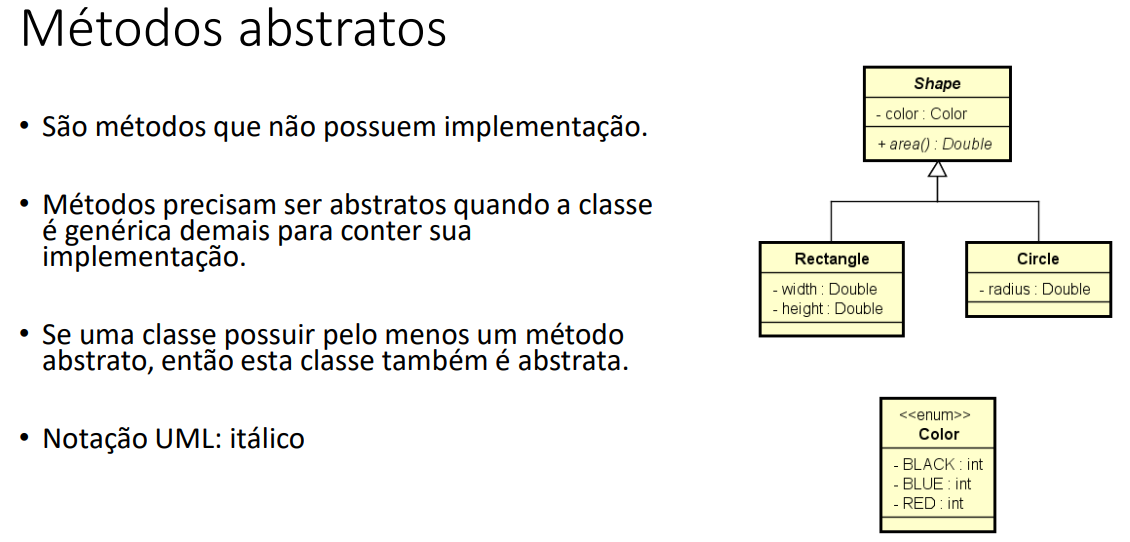 Métodos abstratos
• São métodos que não possuem implementação.
• Métodos precisam ser abstratos quando a classe
é genérica demais para conter sua
implementação.
• Se uma classe possuir pelo menos um método
abstrato, então esta classe também é abstrata.
• Notação UML: itálico
Shape
- color : Color
+ area() : Double
Rectangle
- width : Double
- height : Double
Circle
- radius : Double
<<enum>>
Color
- BLACK : int
- BLUE : int
- RED : int